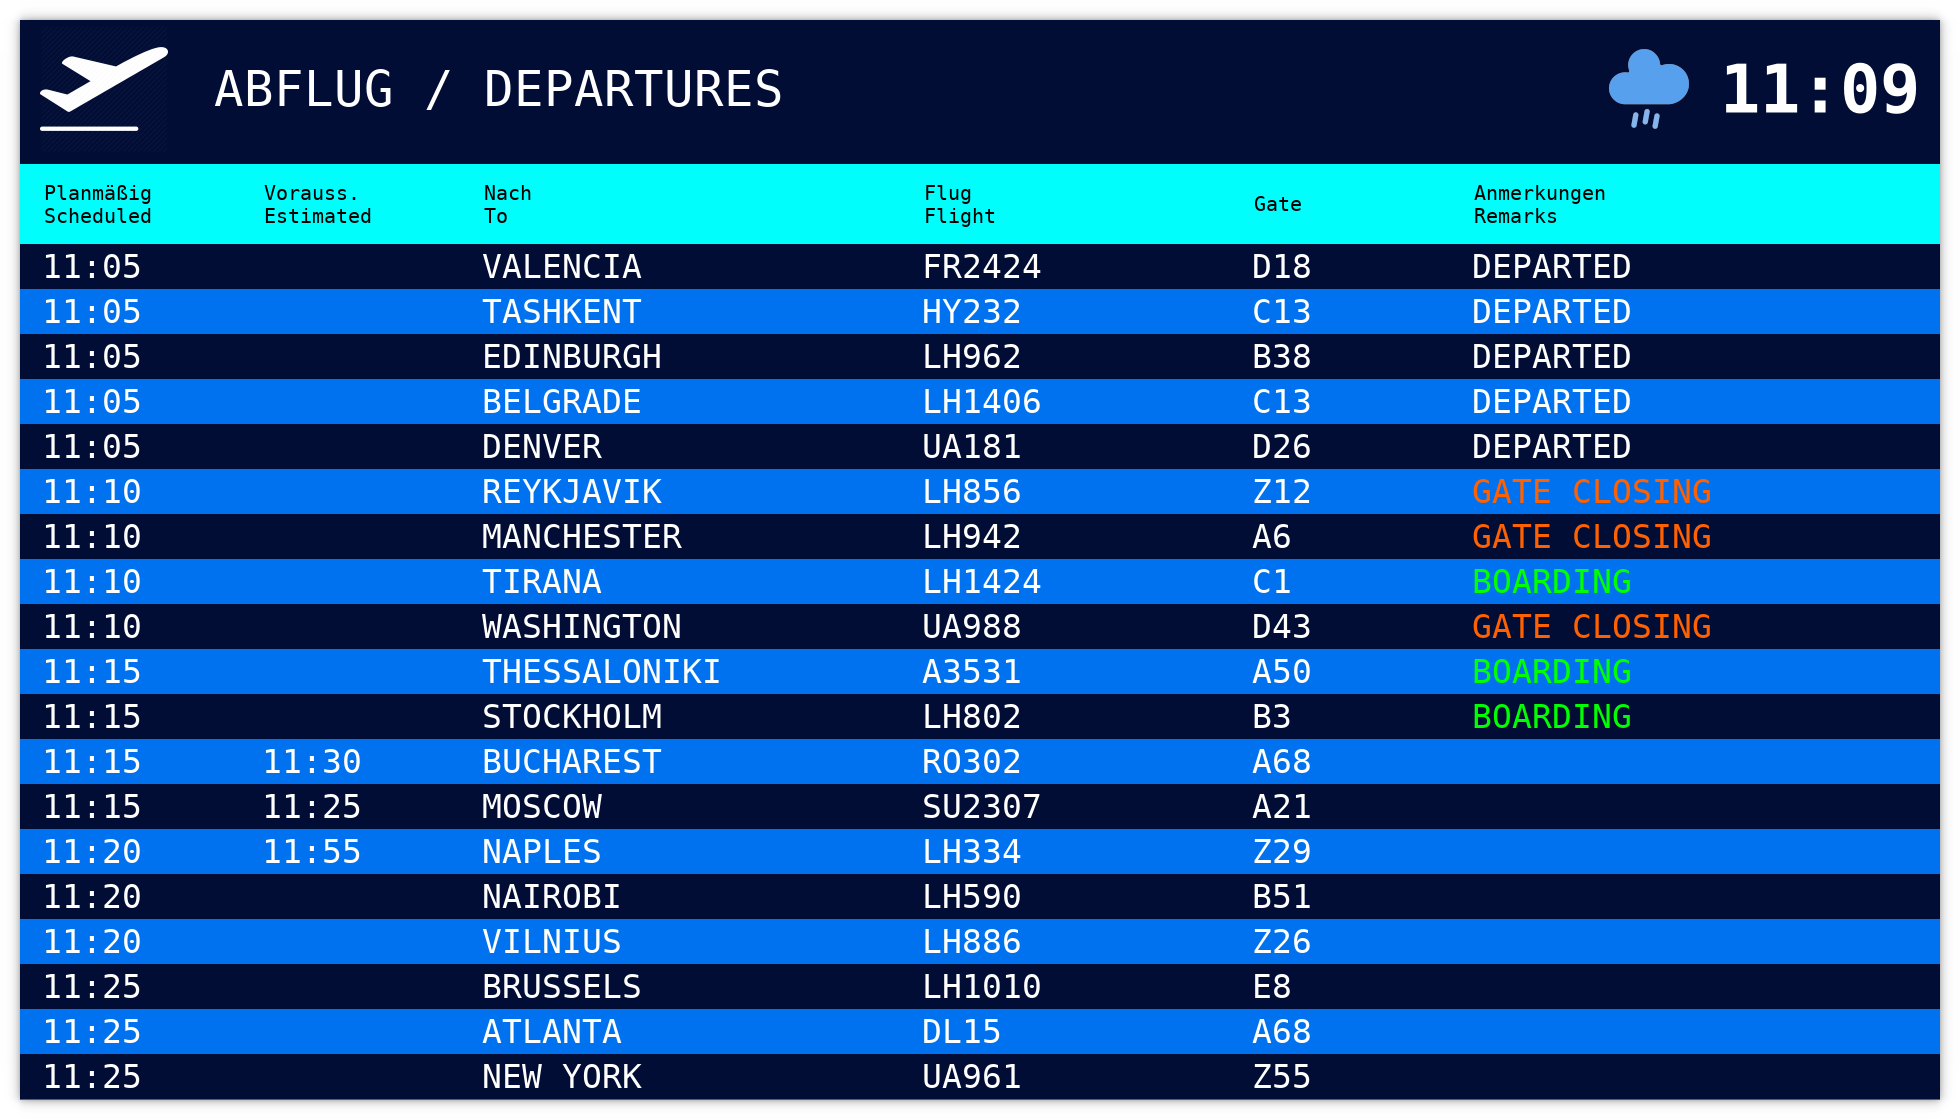 ABFLUG / DEPARTURES 11:09
Planmäßig Vorauss. Nach Flug Gate Anmerkungen
Scheduled Estimated To Flight Remarks
11:05 VALENCIA FR2424 D18 DEPARTED
11:05 TASHKENT HY232 C13 DEPARTED
11:05 EDINBURGH LH962 B38 DEPARTED
11:05 BELGRADE LH1406 C13 DEPARTED
11:05 DENVER UA181 D26 DEPARTED
11:10 REYKJAVIK LH856 Z12 GATE CLOSING
11:10 MANCHESTER LH942 A6 GATE CLOSING
11:10 TIRANA LH1424 C1 BOARDING
11:10 WASHINGTON UA988 D43 GATE CLOSING
11:15 THESSALONIKI A3531 A50 BOARDING
11:15 STOCKHOLM LH802 B3 BOARDING
11:15 11:30 BUCHAREST RO302 A68
11:15 11:25 MOSCOW SU2307 A21
11:20 11:55 NAPLES LH334 Z29
11:20 NAIROBI LH590 B51
11:20 VILNIUS LH886 Z26
11:25 BRUSSELS LH1010 E8
11:25 ATLANTA DL15 A68
11:25 NEW YORK UA961 Z55